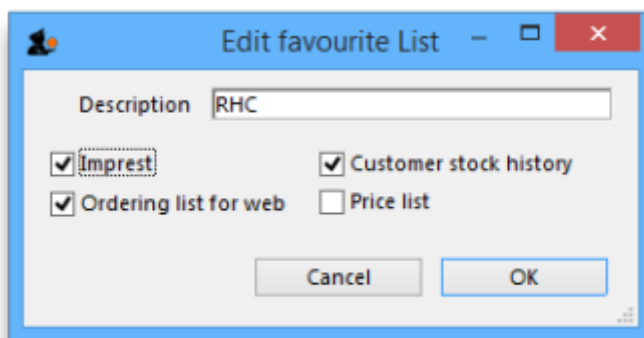 Edit favourite List
Description RHC
Imprest Customer stock history
Ordering list for web Price list
Cancel OK